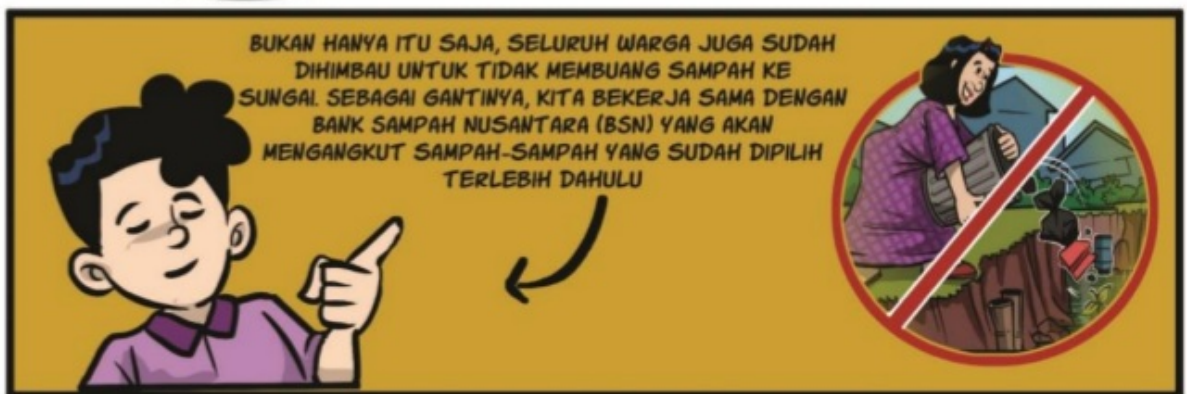 BUKAN HANYA ITU SAJA, SELURUH WARGA JUGA SUDAH
DIHIMBAU UNTUK TIDAK MEMBUANG SAMPAH KE
SUNGAI. SEBAGAI GANTINYA, KITA BEKERJA SAMA DENGAN
BANK SAMPAH NUSANTARA (BSN) YANG AKAN
MENGANGKUT SAMPAH-SAMPAH YANG SUDAH DIPILIH
TERLEBIH DAHULU